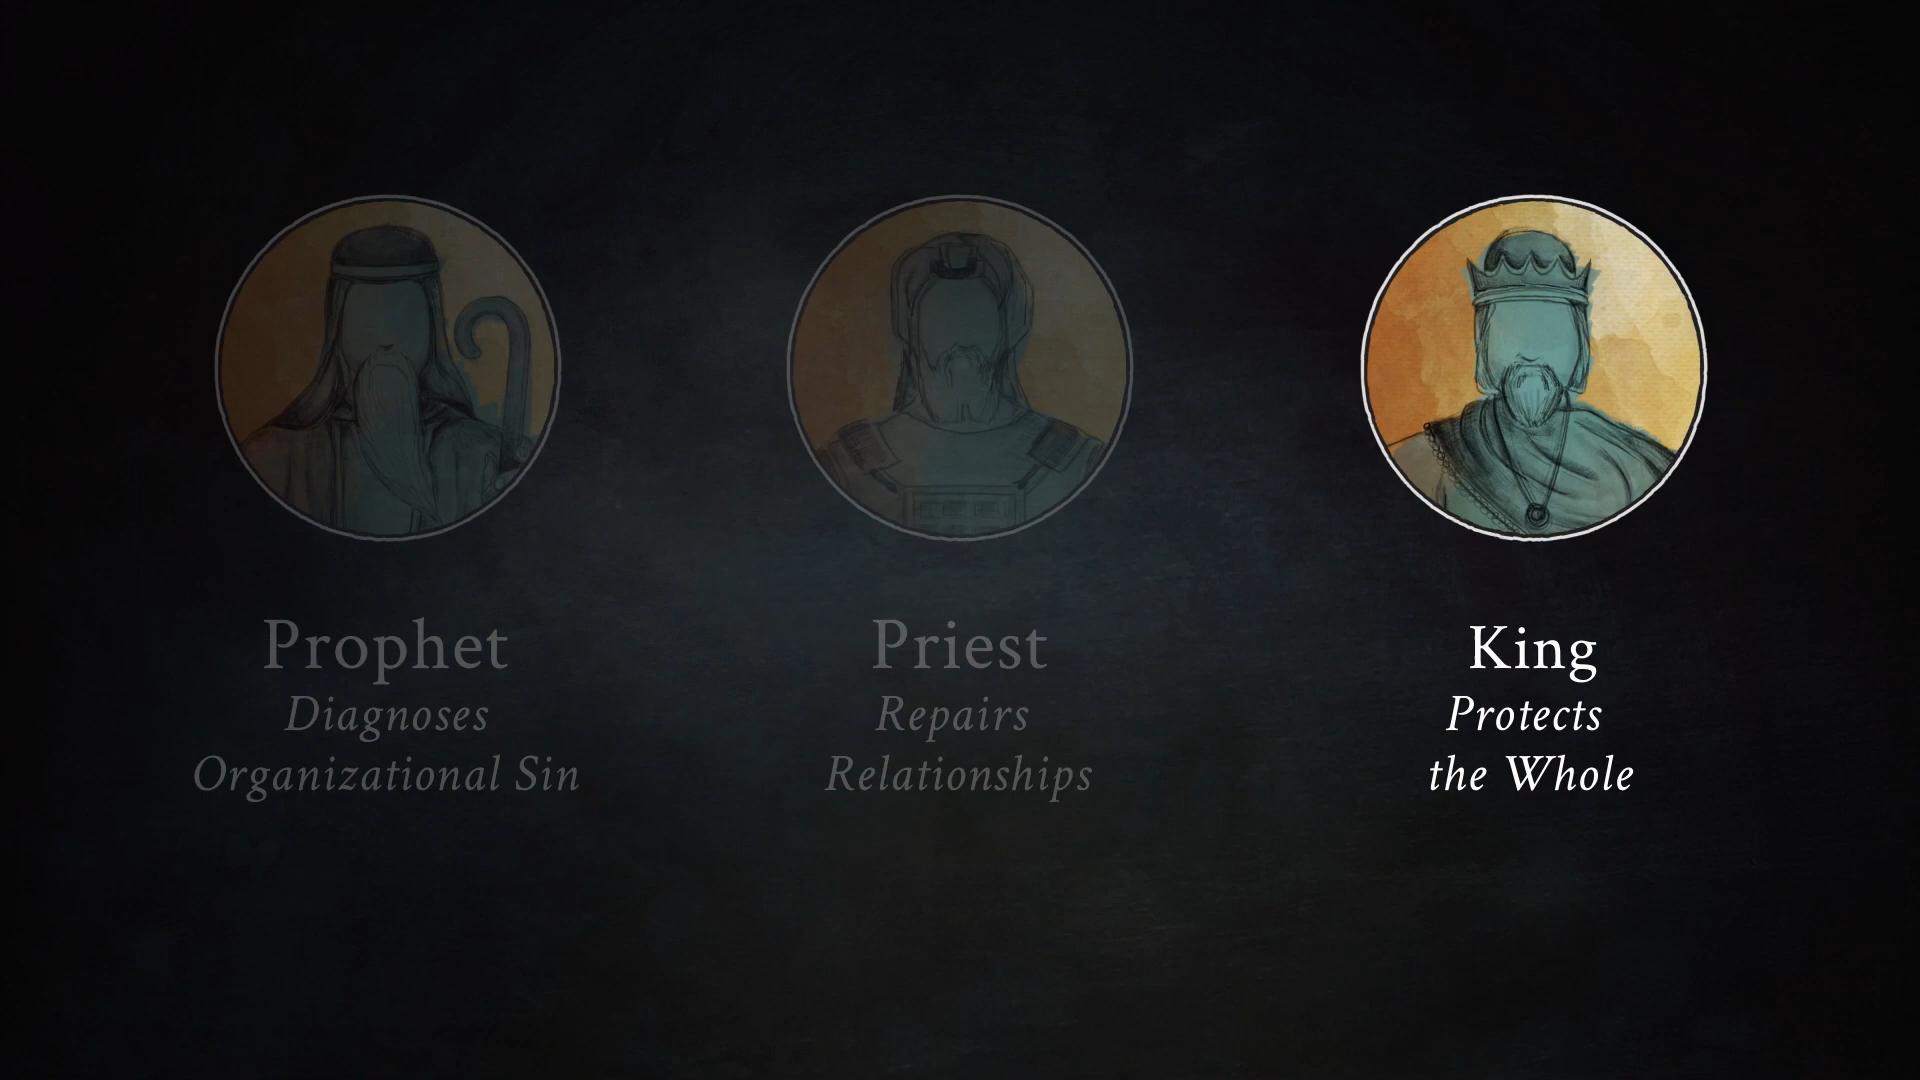 Prophet
Diagnoses
Organizational Sin
Priest
Repairs
Relationships
King
Protects
the Whole